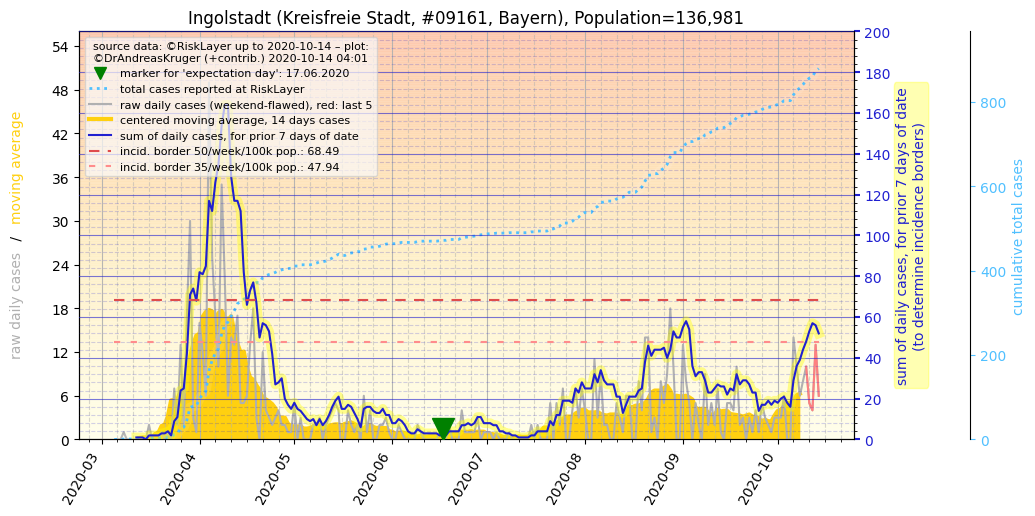 Ingolstadt (Kreisfreie Stadt, #09161, Bayern), Population=136,981
source data: ©RiskLayer up to 2020-10-14 – plot:
©DrAndreasKruger (+contrib.) 2020-10-14 04:01
marker for 'expectation day': 17.06.2020
total cases reported at RiskLayer
raw daily cases (weekend-flawed), red: last 5
centered moving average, 14 days cases
sum of daily cases, for prior 7 days of date
incid. border 50/week/100k pop.: 68.49
incid. border 35/week/100k pop.: 47.94
raw daily cases / moving average
54
48
42
36
30
24
18
12
6
0
2020-03
2020-04
2020-05
2020-06
2020-07
2020-08
2020-09
2020-10
200
180
160
140
120
100
80
60
40
20
0
sum of daily cases, for prior 7 days of date
(to determine incidence borders)
800
600
400
200
0
cumulative total cases